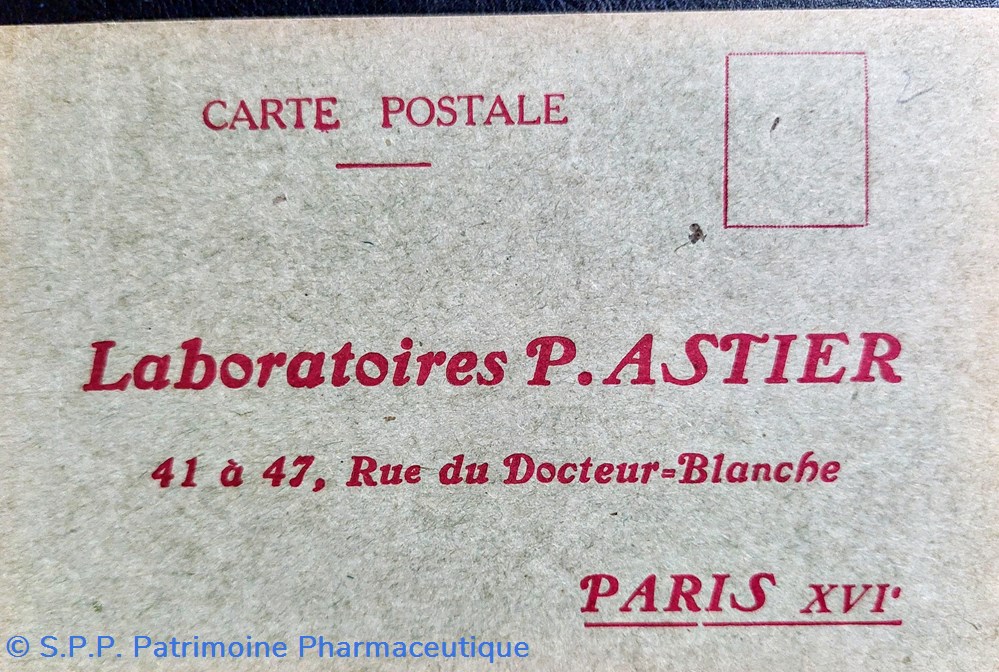 CARTE POSTALE
Laboratoires P. ASTIER
41 à 47, Rue du Docteur=Blanche
PARIS XVIᵉ
© S.P.P. Patrimoine Pharmaceutique